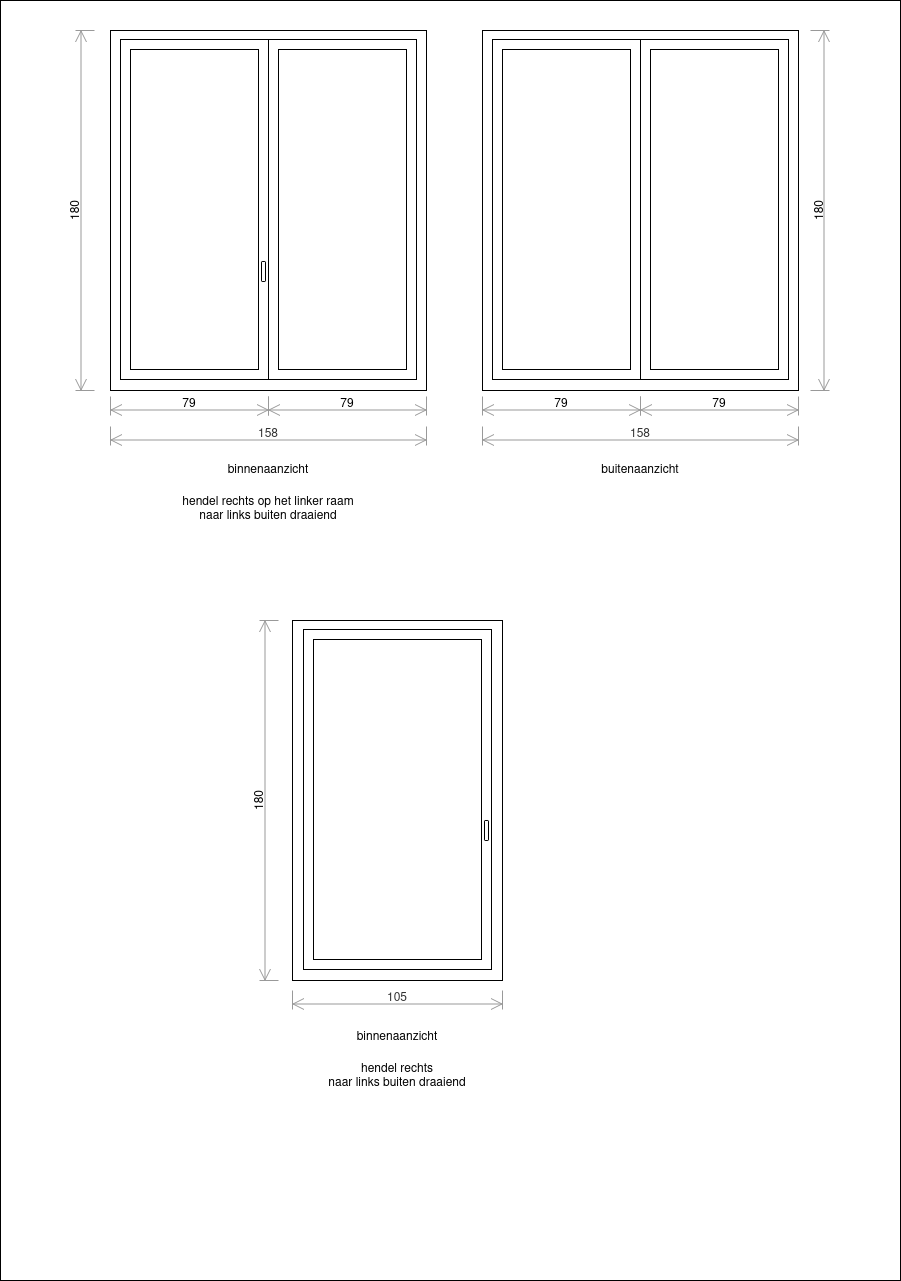 180
180
79
79
79
79
158
158
binnenaanzicht
buitenaanzicht
hendel rechts op het linker raam
naar links buiten draaiend
180
105
binnenaanzicht
hendel rechts
naar links buiten draaiend